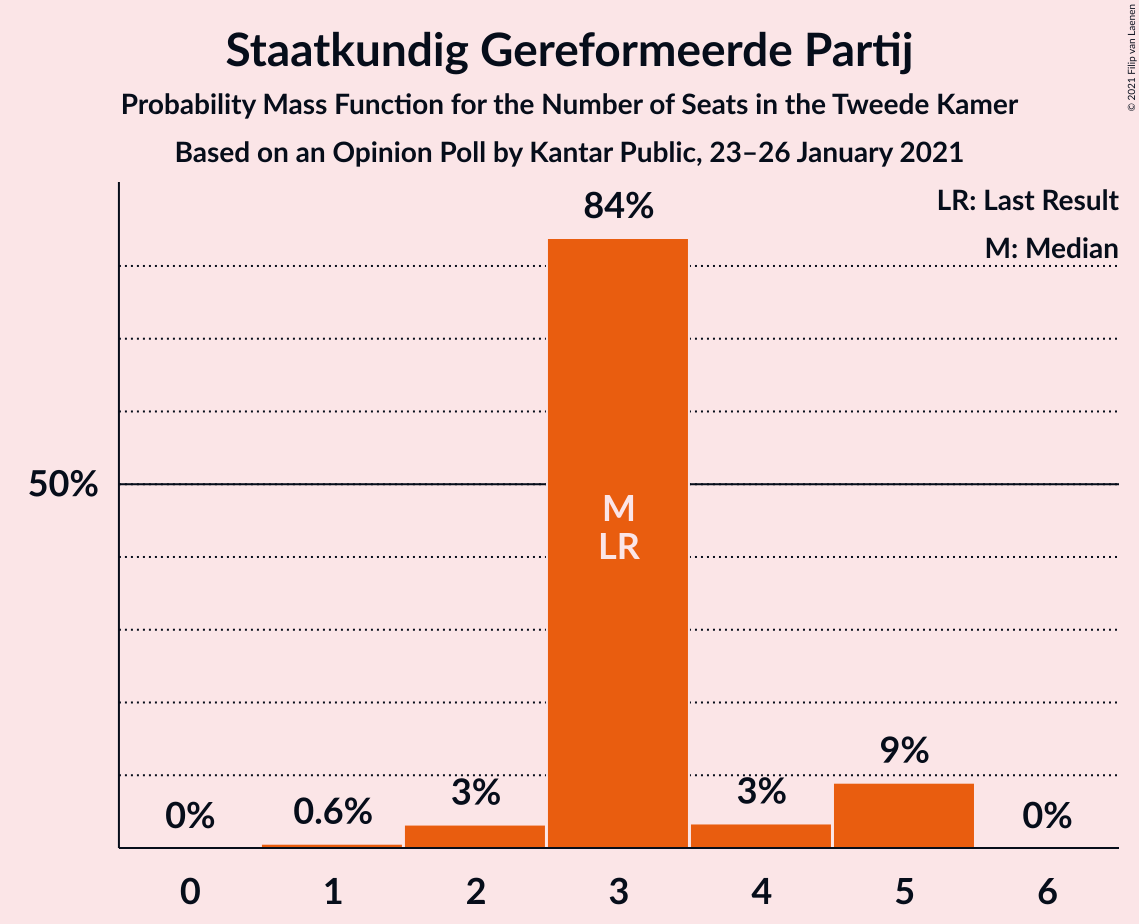 Staatkundig Gereformeerde Partij
Probability Mass Function for the Number of Seats in the Tweede Kamer
Based on an Opinion Poll by Kantar Public, 23–26 January 2021
© 2021 Filip van Laenen
LR: Last Result
M: Median
84%
50%
M
LR
9%
3%
3%
0.6%
0%
0%
0 1 2 3 4 5 6